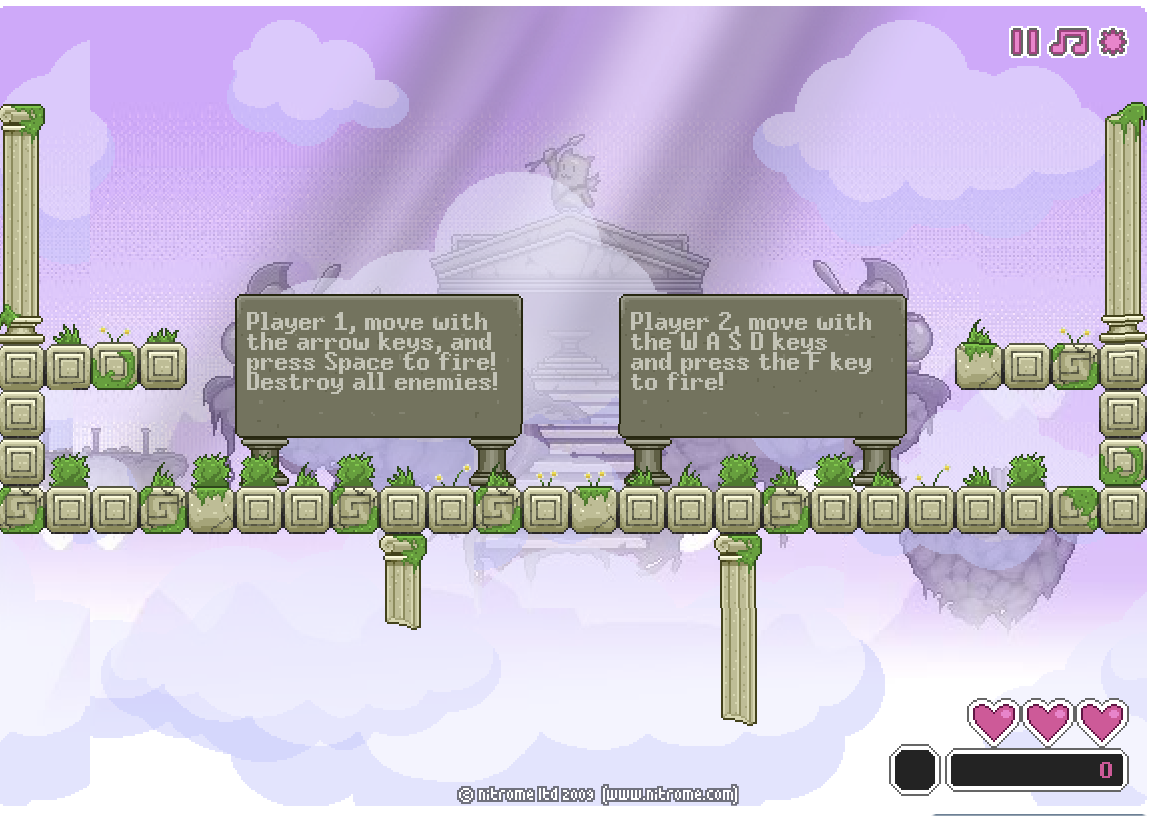 Player 1, move with
the arrow keys, and
press Space to fire!
Destroy all enemies!
Player 2, move with
the W A S D keys
and press the F key
to fire!
0
© nitrome ltd 2009 (www.nitrome.com)